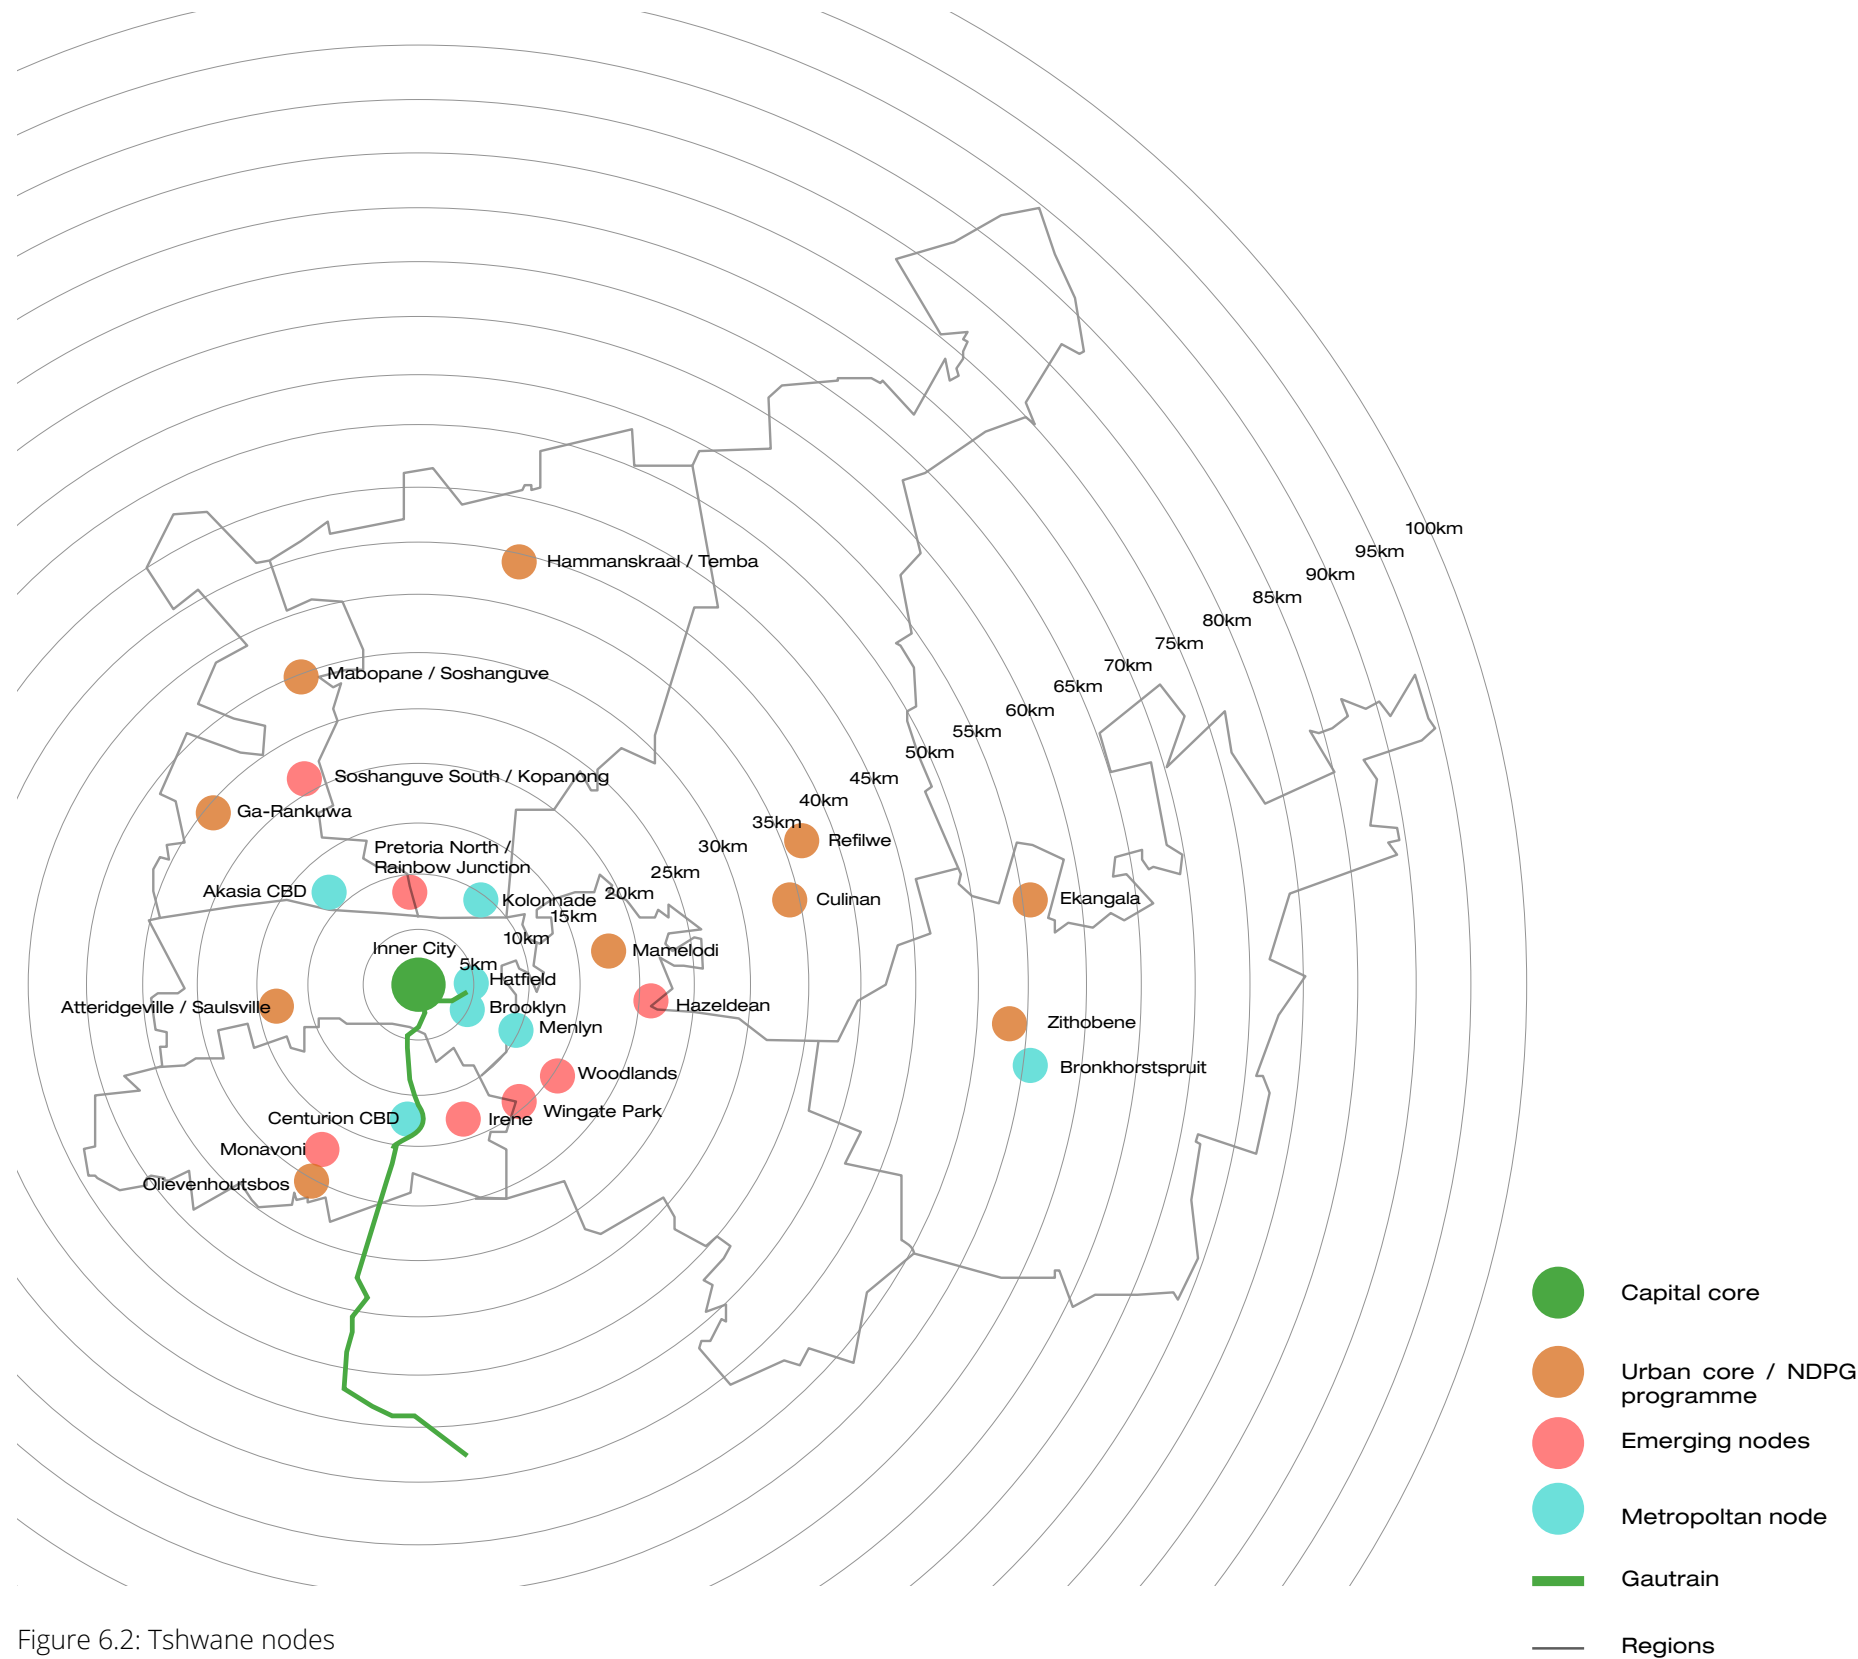 100km
95km
90km
85km
80km
75km
70km
65km
60km
55km
50km
45km
40km
35km
30km
25km
20km
15km
10km
5km
Hammanskraal / Temba
Mabopane / Soshanguve
Soshanguve South / Kopanong
Ga-Rankuwa
Refilwe
Pretoria North /
Rainbow Junction
Akasia CBD
Kolonnade
Culinan
Ekangala
Inner City
Mamelodi
Hatfield
Atteridgeville / Saulsville
Brooklyn
Hazeldean
Menlyn
Zithobene
Bronkhorstspruit
Woodlands
Wingate Park
Centurion CBD
Irene
Monavoni
Olievenhoutsbos
Capital core
Urban core / NDPG
programme
Emerging nodes
Metropoltan node
Gautrain
Regions
Figure 6.2: Tshwane nodes